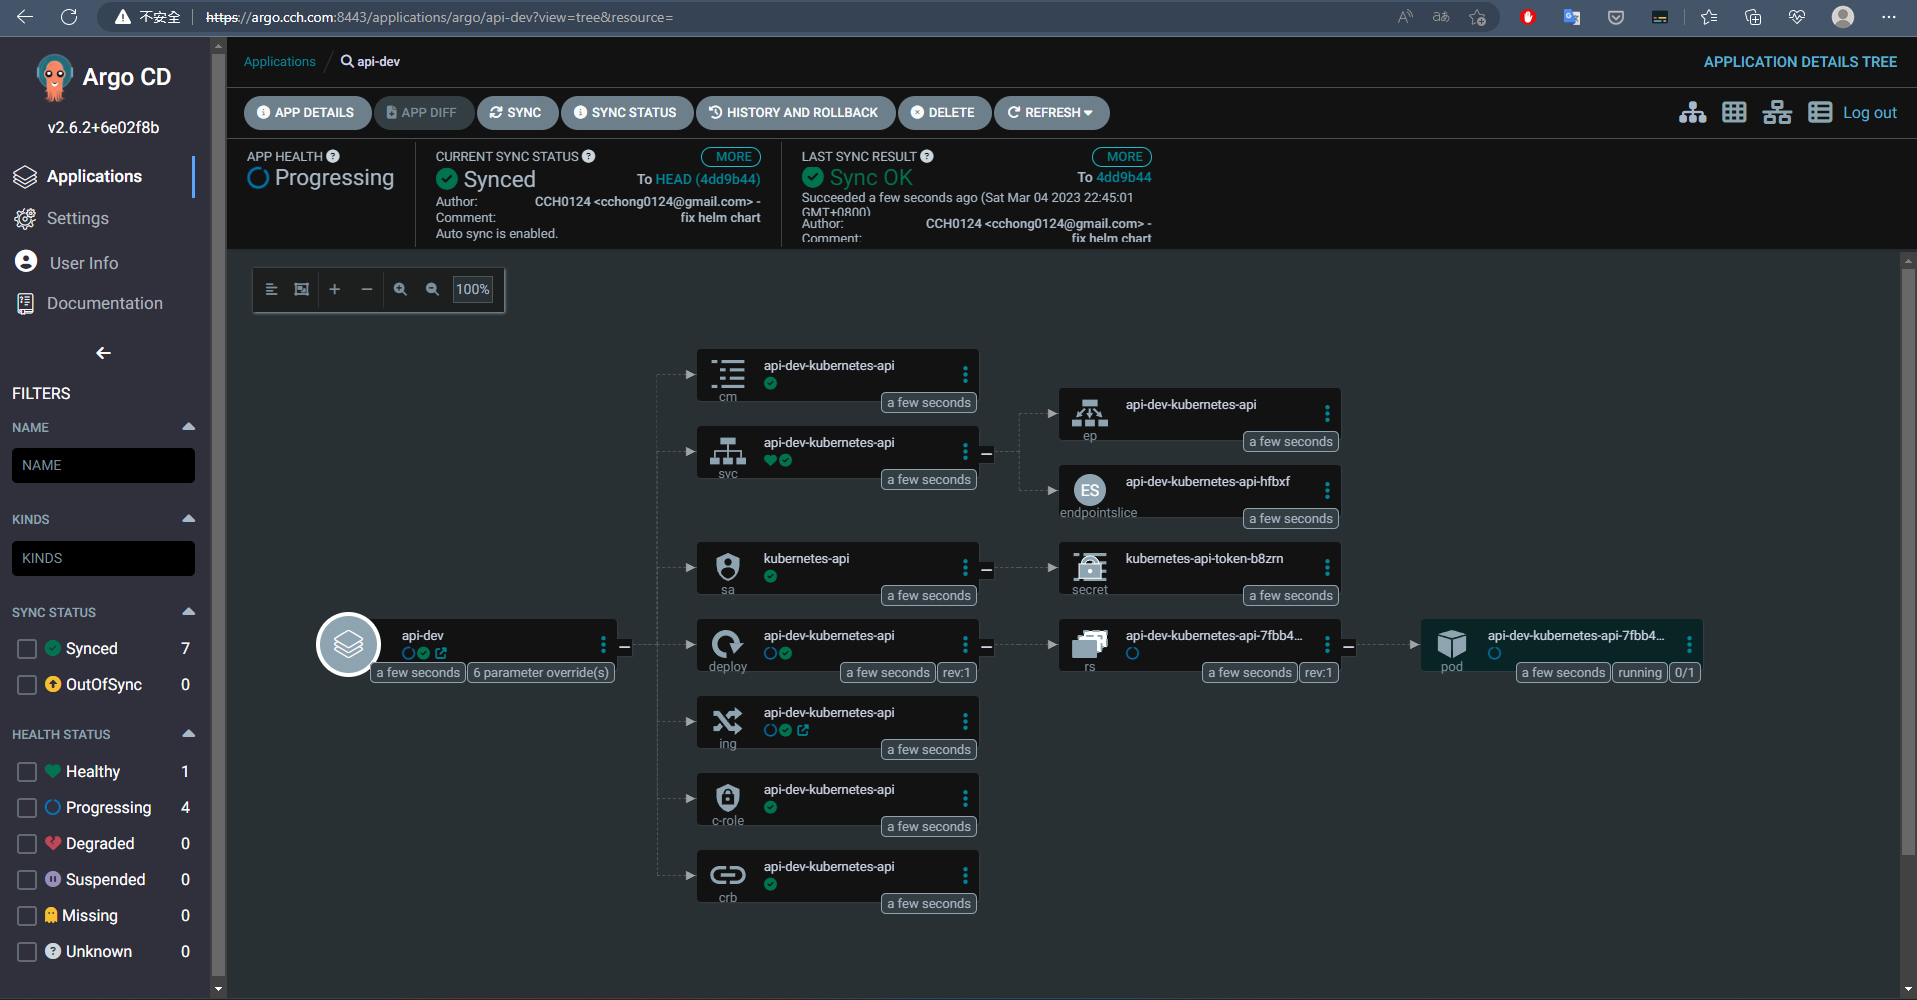 不安全 https://argo.cch.com:8443/applications/argo/api-dev?view=tree&resource=
Argo CD
v2.6.2+6e02f8b
Applications
Settings
User Info
Documentation
FILTERS
NAME
NAME
KINDS
KINDS
SYNC STATUS
Synced 7
OutOfSync 0
HEALTH STATUS
Healthy 1
Progressing 4
Degraded 0
Suspended 0
Missing 0
Unknown 0
Applications / api-dev
APPLICATION DETAILS TREE
APP DETAILS APP DIFF SYNC SYNC STATUS HISTORY AND ROLLBACK DELETE REFRESH
Log out
APP HEALTH
Progressing
CURRENT SYNC STATUS MORE
Synced To HEAD (4dd9b44)
Author: CCH0124 <cchong0124@gmail.com> -
Comment: fix helm chart
Auto sync is enabled.
LAST SYNC RESULT MORE
Sync OK To 4dd9b44
Succeeded a few seconds ago (Sat Mar 04 2023 22:45:01
GMT+0800)
Author: CCH0124 <cchong0124@gmail.com> -
Comment: fix helm chart
100%
api-dev
a few seconds 6 parameter override(s)
api-dev-kubernetes-api
cm
a few seconds
api-dev-kubernetes-api
svc
a few seconds
api-dev-kubernetes-api
ep
a few seconds
ES
api-dev-kubernetes-api-hfbxf
endpointslice
a few seconds
kubernetes-api
sa
a few seconds
kubernetes-api-token-b8zrn
secret
a few seconds
api-dev-kubernetes-api
deploy
a few seconds rev:1
api-dev-kubernetes-api-7fbb4...
rs
a few seconds rev:1
api-dev-kubernetes-api-7fbb4...
pod
a few seconds running 0/1
api-dev-kubernetes-api
ing
a few seconds
api-dev-kubernetes-api
c-role
a few seconds
api-dev-kubernetes-api
crb
a few seconds